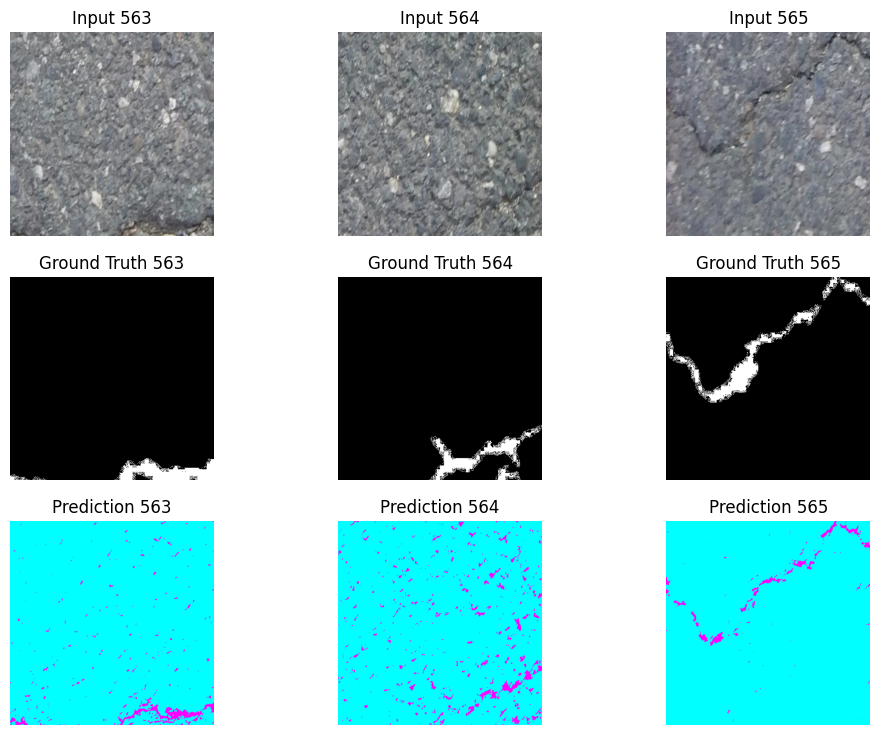 Input 563
Input 564
Input 565
Ground Truth 563
Ground Truth 564
Ground Truth 565
Prediction 563
Prediction 564
Prediction 565